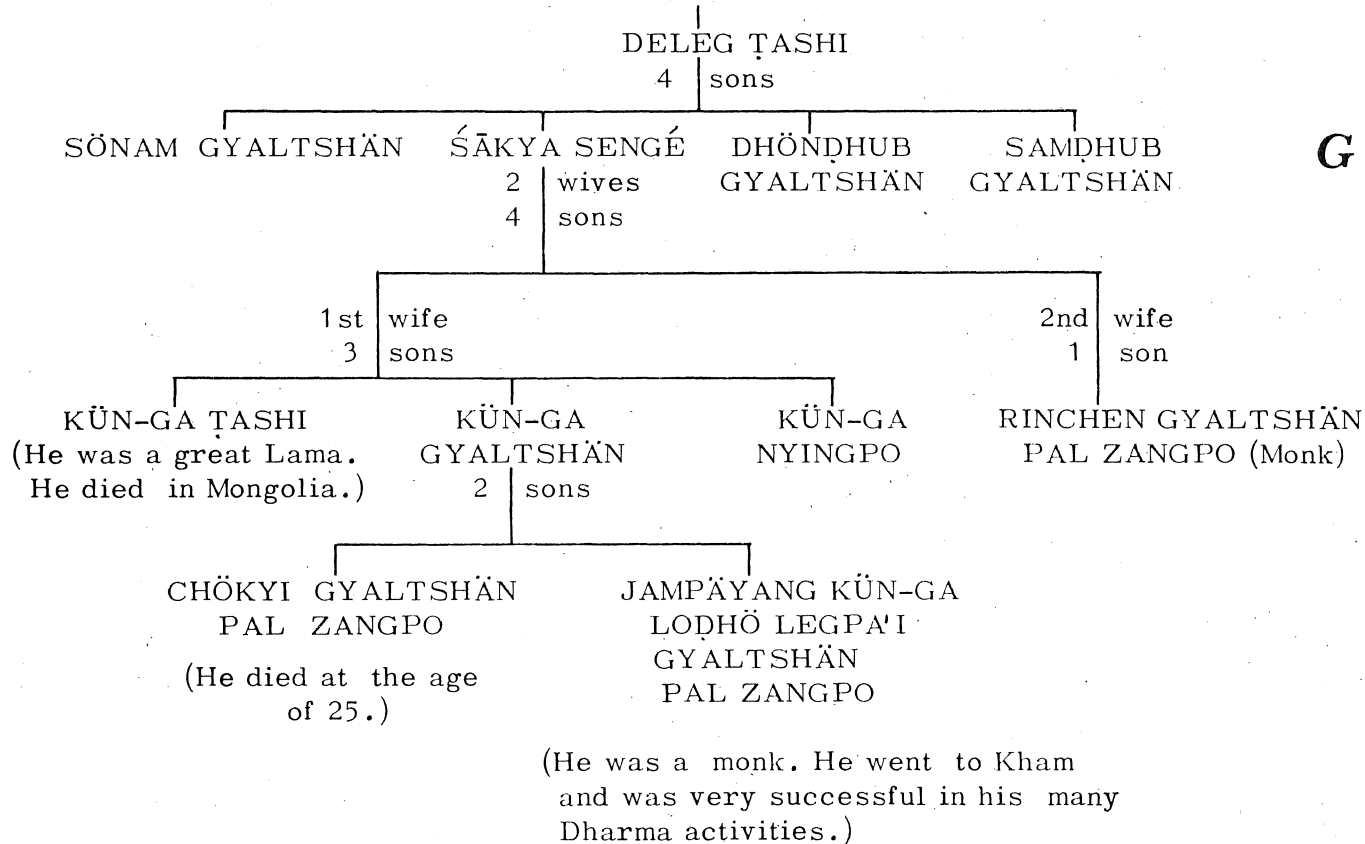 DELEG ṬASHI
4 sons
SÖNAM GYALTSHÄN ŚĀKYA SENGÉ DHÖNḌHUB SAMḌHUB G
2 wives GYALTSHÄN GYALTSHÄN
4 sons
1st wife 2nd wife
3 sons 1 son
KÜN-GA ṬASHI KÜN-GA KÜN-GA RINCHEN GYALTSHÄN
(He was a great Lama. GYALTSHÄN NYINGPO PAL ZANGPO (Monk)
He died in Mongolia.) 2 sons
CHÖKYI GYALTSHÄN JAMPÄYANG KÜN-GA
PAL ZANGPO LOḌHÖ LEGPA'I
(He died at the age GYALTSHÄN
of 25.) PAL ZANGPO
(He was a monk. He went to Kham
and was very successful in his many
Dharma activities.)